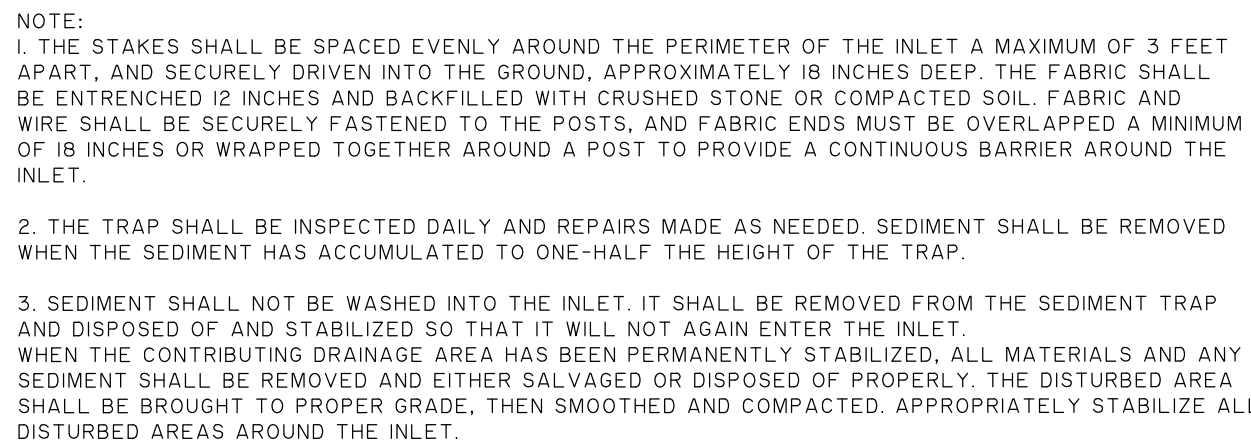 NOTE:
1. THE STAKES SHALL BE SPACED EVENLY AROUND THE PERIMETER OF THE INLET A MAXIMUM OF 3 FEET
APART, AND SECURELY DRIVEN INTO THE GROUND, APPROXIMATELY 18 INCHES DEEP. THE FABRIC SHALL
BE ENTRENCHED 12 INCHES AND BACKFILLED WITH CRUSHED STONE OR COMPACTED SOIL. FABRIC AND
WIRE SHALL BE SECURELY FASTENED TO THE POSTS, AND FABRIC ENDS MUST BE OVERLAPPED A MINIMUM
OF 18 INCHES OR WRAPPED TOGETHER AROUND A POST TO PROVIDE A CONTINUOUS BARRIER AROUND THE
INLET.
2. THE TRAP SHALL BE INSPECTED DAILY AND REPAIRS MADE AS NEEDED. SEDIMENT SHALL BE REMOVED
WHEN THE SEDIMENT HAS ACCUMULATED TO ONE-HALF THE HEIGHT OF THE TRAP.
3. SEDIMENT SHALL NOT BE WASHED INTO THE INLET. IT SHALL BE REMOVED FROM THE SEDIMENT TRAP
AND DISPOSED OF AND STABILIZED SO THAT IT WILL NOT AGAIN ENTER THE INLET.
WHEN THE CONTRIBUTING DRAINAGE AREA HAS BEEN PERMANENTLY STABILIZED, ALL MATERIALS AND ANY
SEDIMENT SHALL BE REMOVED AND EITHER SALVAGED OR DISPOSED OF PROPERLY. THE DISTURBED AREA
SHALL BE BROUGHT TO PROPER GRADE, THEN SMOOTHED AND COMPACTED. APPROPRIATELY STABILIZE ALL
DISTURBED AREAS AROUND THE INLET.